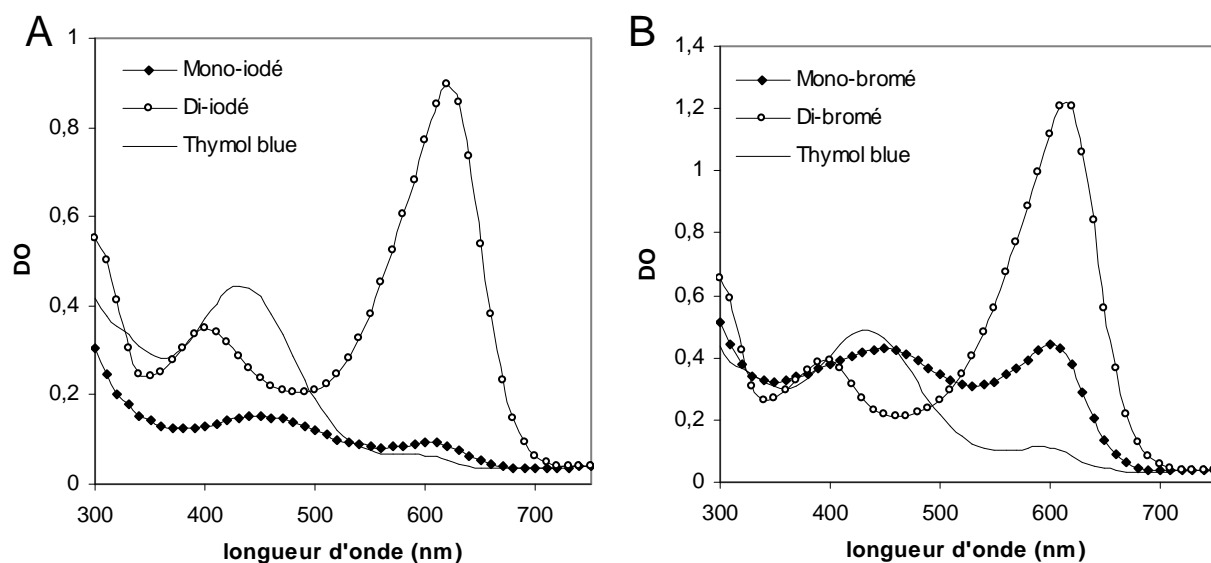 A
1
Mono-iodé
Di-iodé
Thymol blue
0,8
0,6
0,4
0,2
0
DO
300 400 500 600 700
longueur d'onde (nm)
B
1,4
Mono-bromé
Di-bromé
Thymol blue
1,2
1
0,8
0,6
0,4
0,2
0
DO
300 400 500 600 700
longueur d'onde (nm)